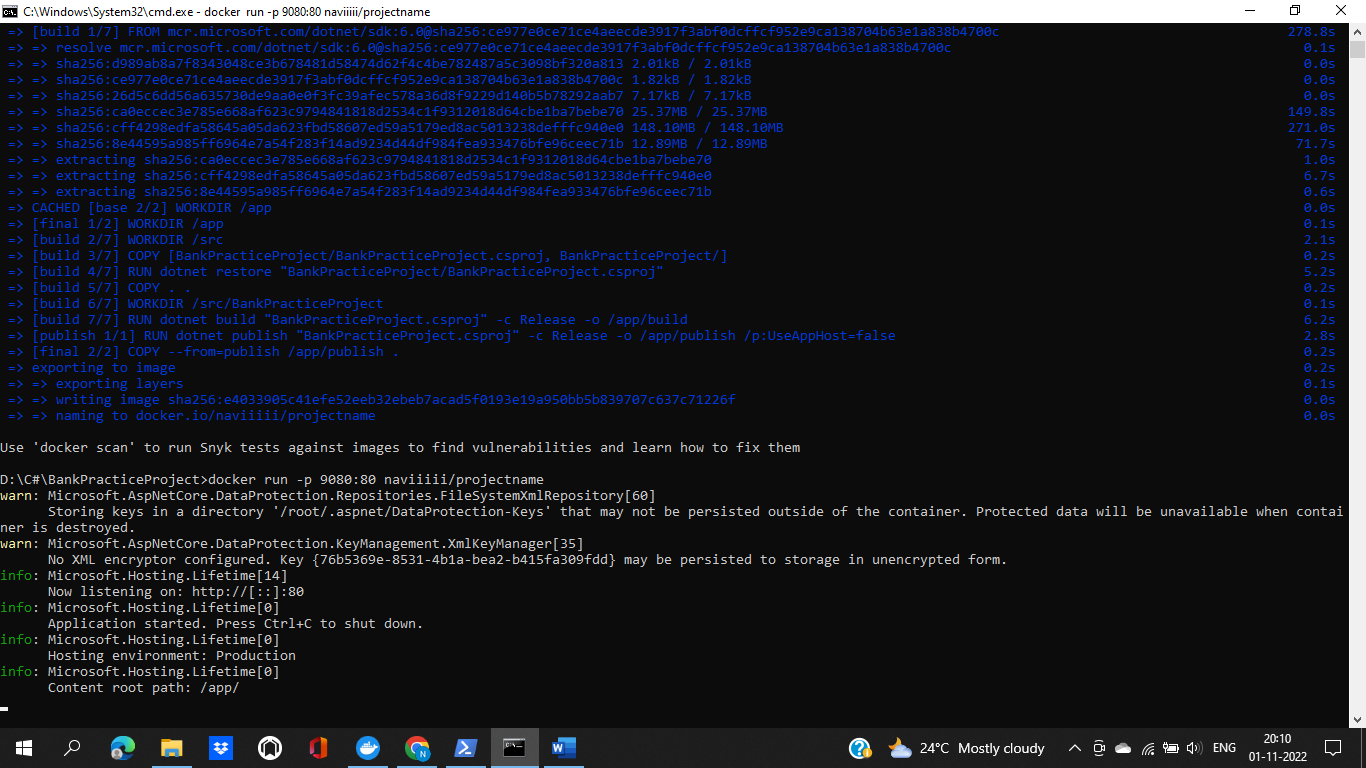 C:\Windows\System32\cmd.exe - docker run -p 9080:80 naviiiii/projectname
=> [build 1/7] FROM mcr.microsoft.com/dotnet/sdk:6.0@sha256:ce977e0ce71ce4aeecde3917f3abf0dcffcf952e9ca138704b63e1a838b4700c 278.8s
=> => resolve mcr.microsoft.com/dotnet/sdk:6.0@sha256:ce977e0ce71ce4aeecde3917f3abf0dcffcf952e9ca138704b63e1a838b4700c 0.1s
=> => sha256:d989ab8a7f8343048ce3b678481d58474d62f4c4be782487a5c3098bf320a813 2.01kB / 2.01kB 0.0s
=> => sha256:ce977e0ce71ce4aeecde3917f3abf0dcffcf952e9ca138704b63e1a838b4700c 1.82kB / 1.82kB 0.0s
=> => sha256:26d5c6dd56a635730de9aa0e0f3fc39afec578a36d8f9229d140b5b78292aab7 7.17kB / 7.17kB 0.0s
=> => sha256:ca0eccec3e785e668af623c9794841818d2534c1f9312018d64cbe1ba7bebe70 25.37MB / 25.37MB 149.8s
=> => sha256:cff4298edfa58645a05da623fbd58607ed59a5179ed8ac5013238defffc940e0 148.10MB / 148.10MB 271.0s
=> => sha256:8e44595a985ff6964e7a54f283f14ad9234d44df984fea933476bfe96ceec71b 12.89MB / 12.89MB 71.7s
=> => extracting sha256:ca0eccec3e785e668af623c9794841818d2534c1f9312018d64cbe1ba7bebe70 1.0s
=> => extracting sha256:cff4298edfa58645a05da623fbd58607ed59a5179ed8ac5013238defffc940e0 6.7s
=> => extracting sha256:8e44595a985ff6964e7a54f283f14ad9234d44df984fea933476bfe96ceec71b 0.6s
=> CACHED [base 2/2] WORKDIR /app 0.0s
=> [final 1/2] WORKDIR /app 0.1s
=> [build 2/7] WORKDIR /src 2.1s
=> [build 3/7] COPY [BankPracticeProject/BankPracticeProject.csproj, BankPracticeProject/] 0.2s
=> [build 4/7] RUN dotnet restore "BankPracticeProject/BankPracticeProject.csproj" 5.2s
=> [build 5/7] COPY . . 0.2s
=> [build 6/7] WORKDIR /src/BankPracticeProject 0.1s
=> [build 7/7] RUN dotnet build "BankPracticeProject.csproj" -c Release -o /app/build 6.2s
=> [publish 1/1] RUN dotnet publish "BankPracticeProject.csproj" -c Release -o /app/publish /p:UseAppHost=false 2.8s
=> [final 2/2] COPY --from=publish /app/publish . 0.2s
=> exporting to image 0.2s
=> => exporting layers 0.1s
=> => writing image sha256:e4033905c41efe52eeb32ebeb7acad5f0193e19a950bb5b839707c637c71226f 0.0s
=> => naming to docker.io/naviiiii/projectname 0.0s
Use 'docker scan' to run Snyk tests against images to find vulnerabilities and learn how to fix them
D:\C#\BankPracticeProject>docker run -p 9080:80 naviiiii/projectname
warn: Microsoft.AspNetCore.DataProtection.Repositories.FileSystemXmlRepository[60]
Storing keys in a directory '/root/.aspnet/DataProtection-Keys' that may not be persisted outside of the container. Protected data will be unavailable when contai
ner is destroyed.
warn: Microsoft.AspNetCore.DataProtection.KeyManagement.XmlKeyManager[35]
No XML encryptor configured. Key {76b5369e-8531-4b1a-bea2-b415fa309fdd} may be persisted to storage in unencrypted form.
info: Microsoft.Hosting.Lifetime[14]
Now listening on: http://[::]:80
info: Microsoft.Hosting.Lifetime[0]
Application started. Press Ctrl+C to shut down.
info: Microsoft.Hosting.Lifetime[0]
Hosting environment: Production
info: Microsoft.Hosting.Lifetime[0]
Content root path: /app/
24°C Mostly cloudy
ENG
20:10
01-11-2022